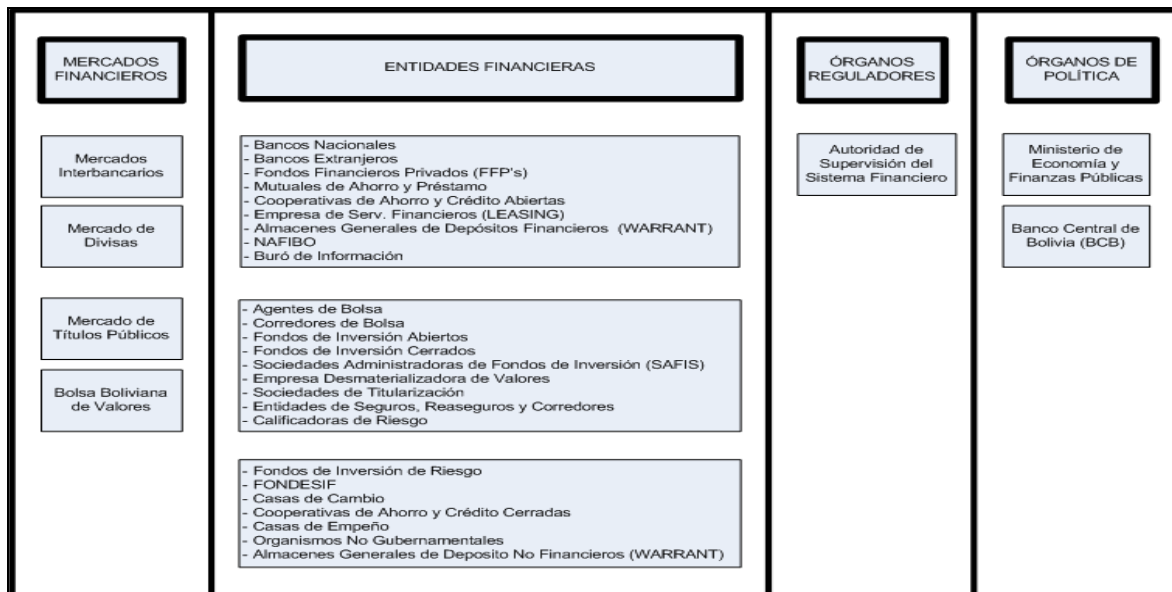 MERCADOS
FINANCIEROS
Mercados
Interbancarios
Mercado de
Divisas
Mercado de
Títulos Públicos
Bolsa Boliviana
de Valores
ENTIDADES FINANCIERAS
- Bancos Nacionales
- Bancos Extranjeros
- Fondos Financieros Privados (FFP's)
- Mutuales de Ahorro y Préstamo
- Cooperativas de Ahorro y Crédito Abiertas
- Empresa de Serv. Financieros (LEASING)
- Almacenes Generales de Depósitos Financieros (WARRANT)
- NAFIBO
- Buró de Información
- Agentes de Bolsa
- Corredores de Bolsa
- Fondos de Inversión Abiertos
- Fondos de Inversión Cerrados
- Sociedades Administradoras de Fondos de Inversión (SAFIS)
- Empresa Desmaterializadora de Valores
- Sociedades de Titularización
- Entidades de Seguros, Reaseguros y Corredores
- Calificadoras de Riesgo
- Fondos de Inversión de Riesgo
- FONDESIF
- Casas de Cambio
- Cooperativas de Ahorro y Crédito Cerradas
- Casas de Empeño
- Organismos No Gubernamentales
- Almacenes Generales de Deposito No Financieros (WARRANT)
ÓRGANOS
REGULADORES
Autoridad de
Supervisión del
Sistema Financiero
ÓRGANOS DE
POLÍTICA
Ministerio de
Economía y
Finanzas Públicas
Banco Central de
Bolivia (BCB)